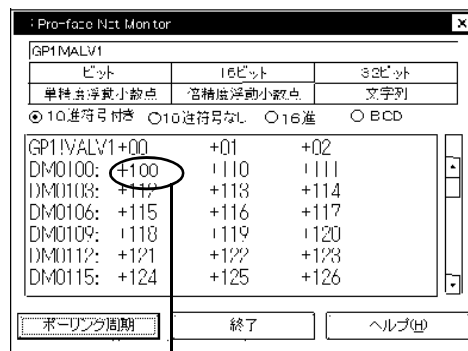 Pro-face Net Monitor
GP1MALV1
ビット 16ビット 32ビット
単精度浮動小数点 倍精度浮動小数点 文字列
10進符号付き 10進符号なし 16進 BCD
GP1!VALV1+00 +01 +02
DM0100: +100 +110 +111
DM0103: +112 +113 +114
DM0106: +115 +116 +117
DM0109: +118 +119 +120
DM0112: +121 +122 +123
DM0115: +124 +125 +126
ポーリング周期 終了 ヘルプ(H)